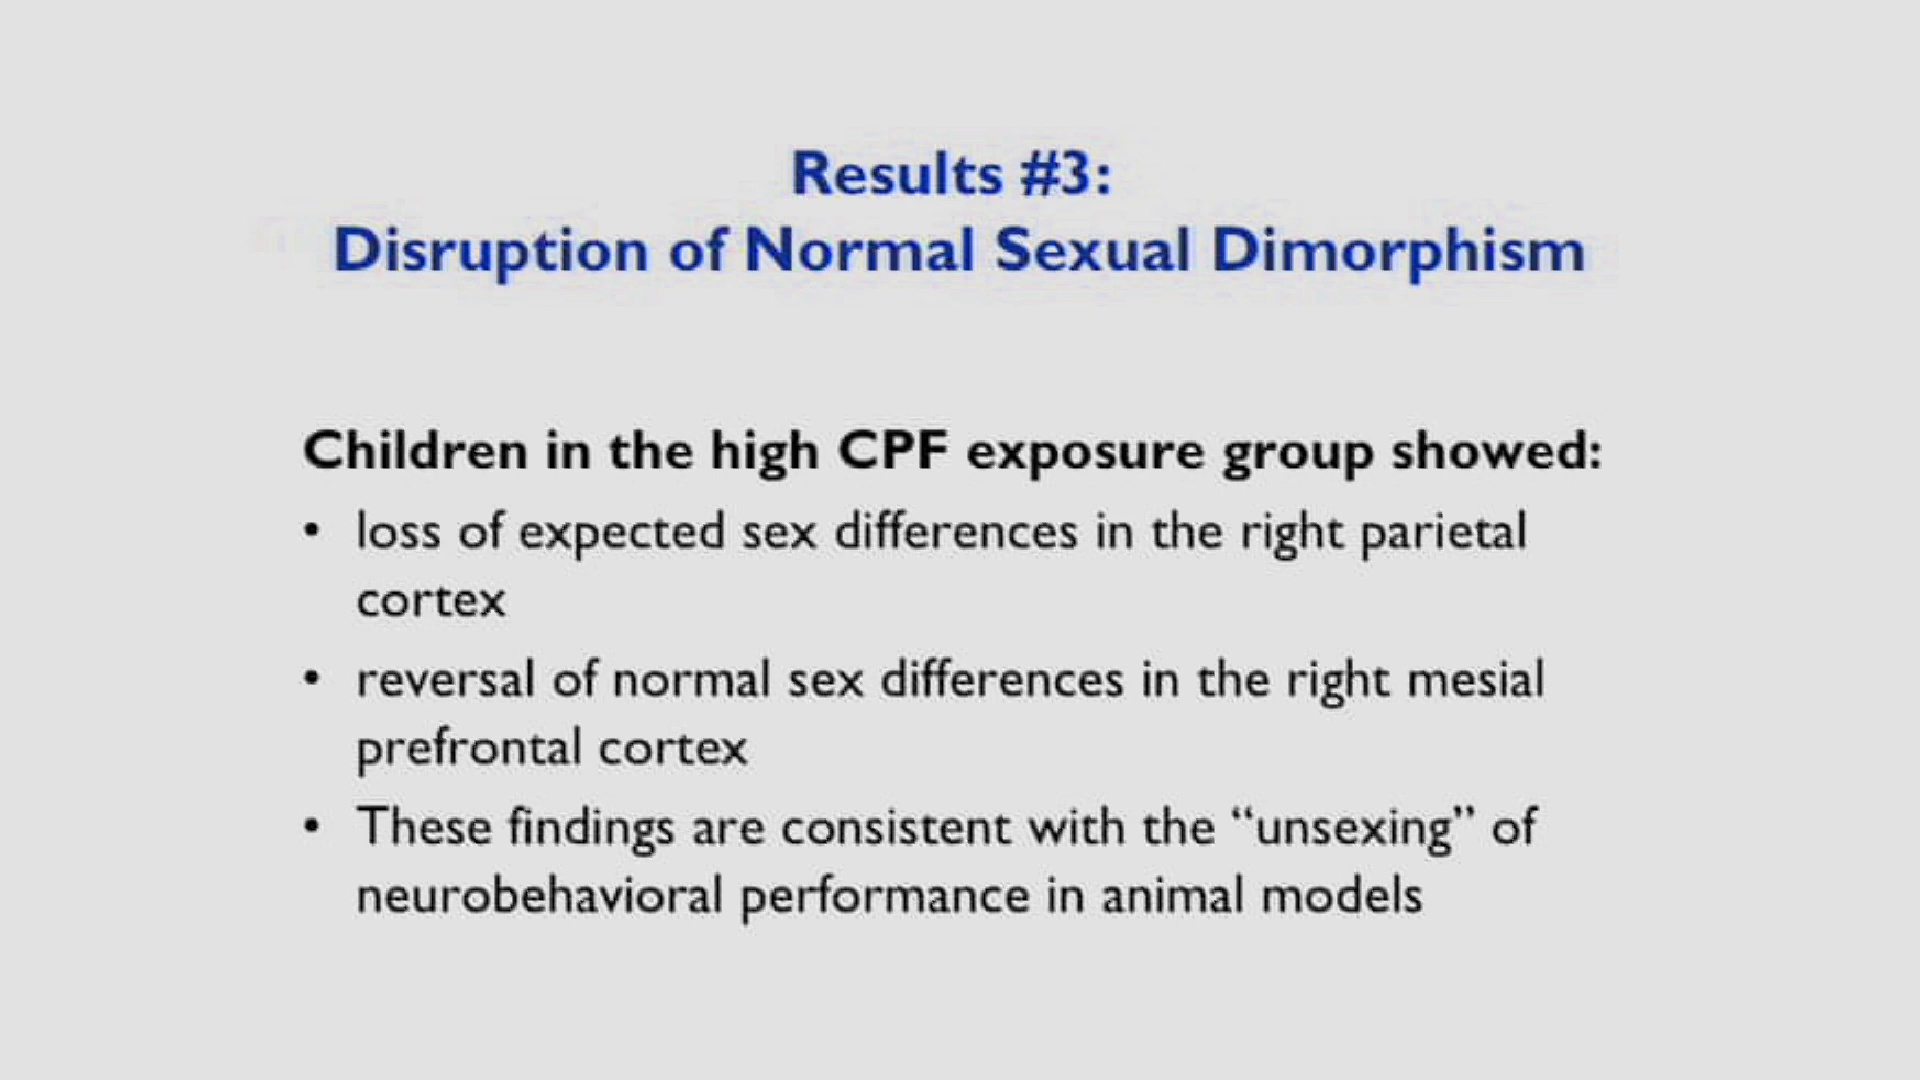 Results #3:
Disruption of Normal Sexual Dimorphism
Children in the high CPF exposure group showed:
• loss of expected sex differences in the right parietal
cortex
• reversal of normal sex differences in the right mesial
prefrontal cortex
• These findings are consistent with the “unsexing” of
neurobehavioral performance in animal models